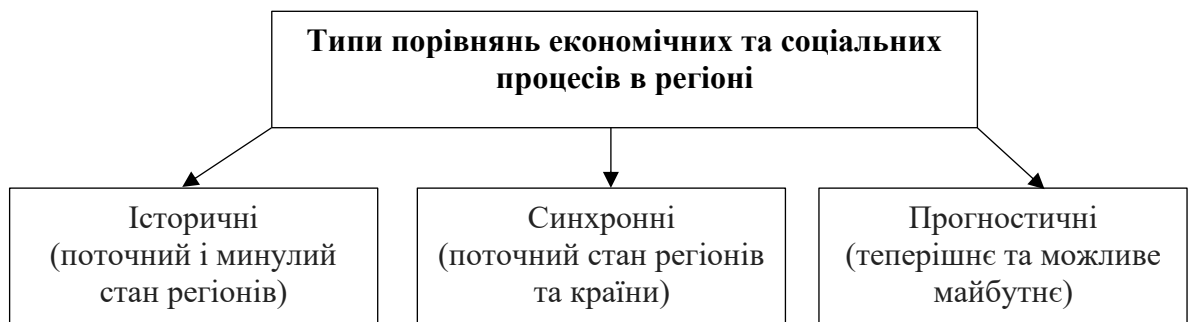 Типи порівнянь економічних та соціальних
процесів в регіоні
Історичні
(поточний і минулий
стан регіонів)
Синхронні
(поточний стан регіонів
та країни)
Прогностичні
(теперішнє та можливе
майбутнє)